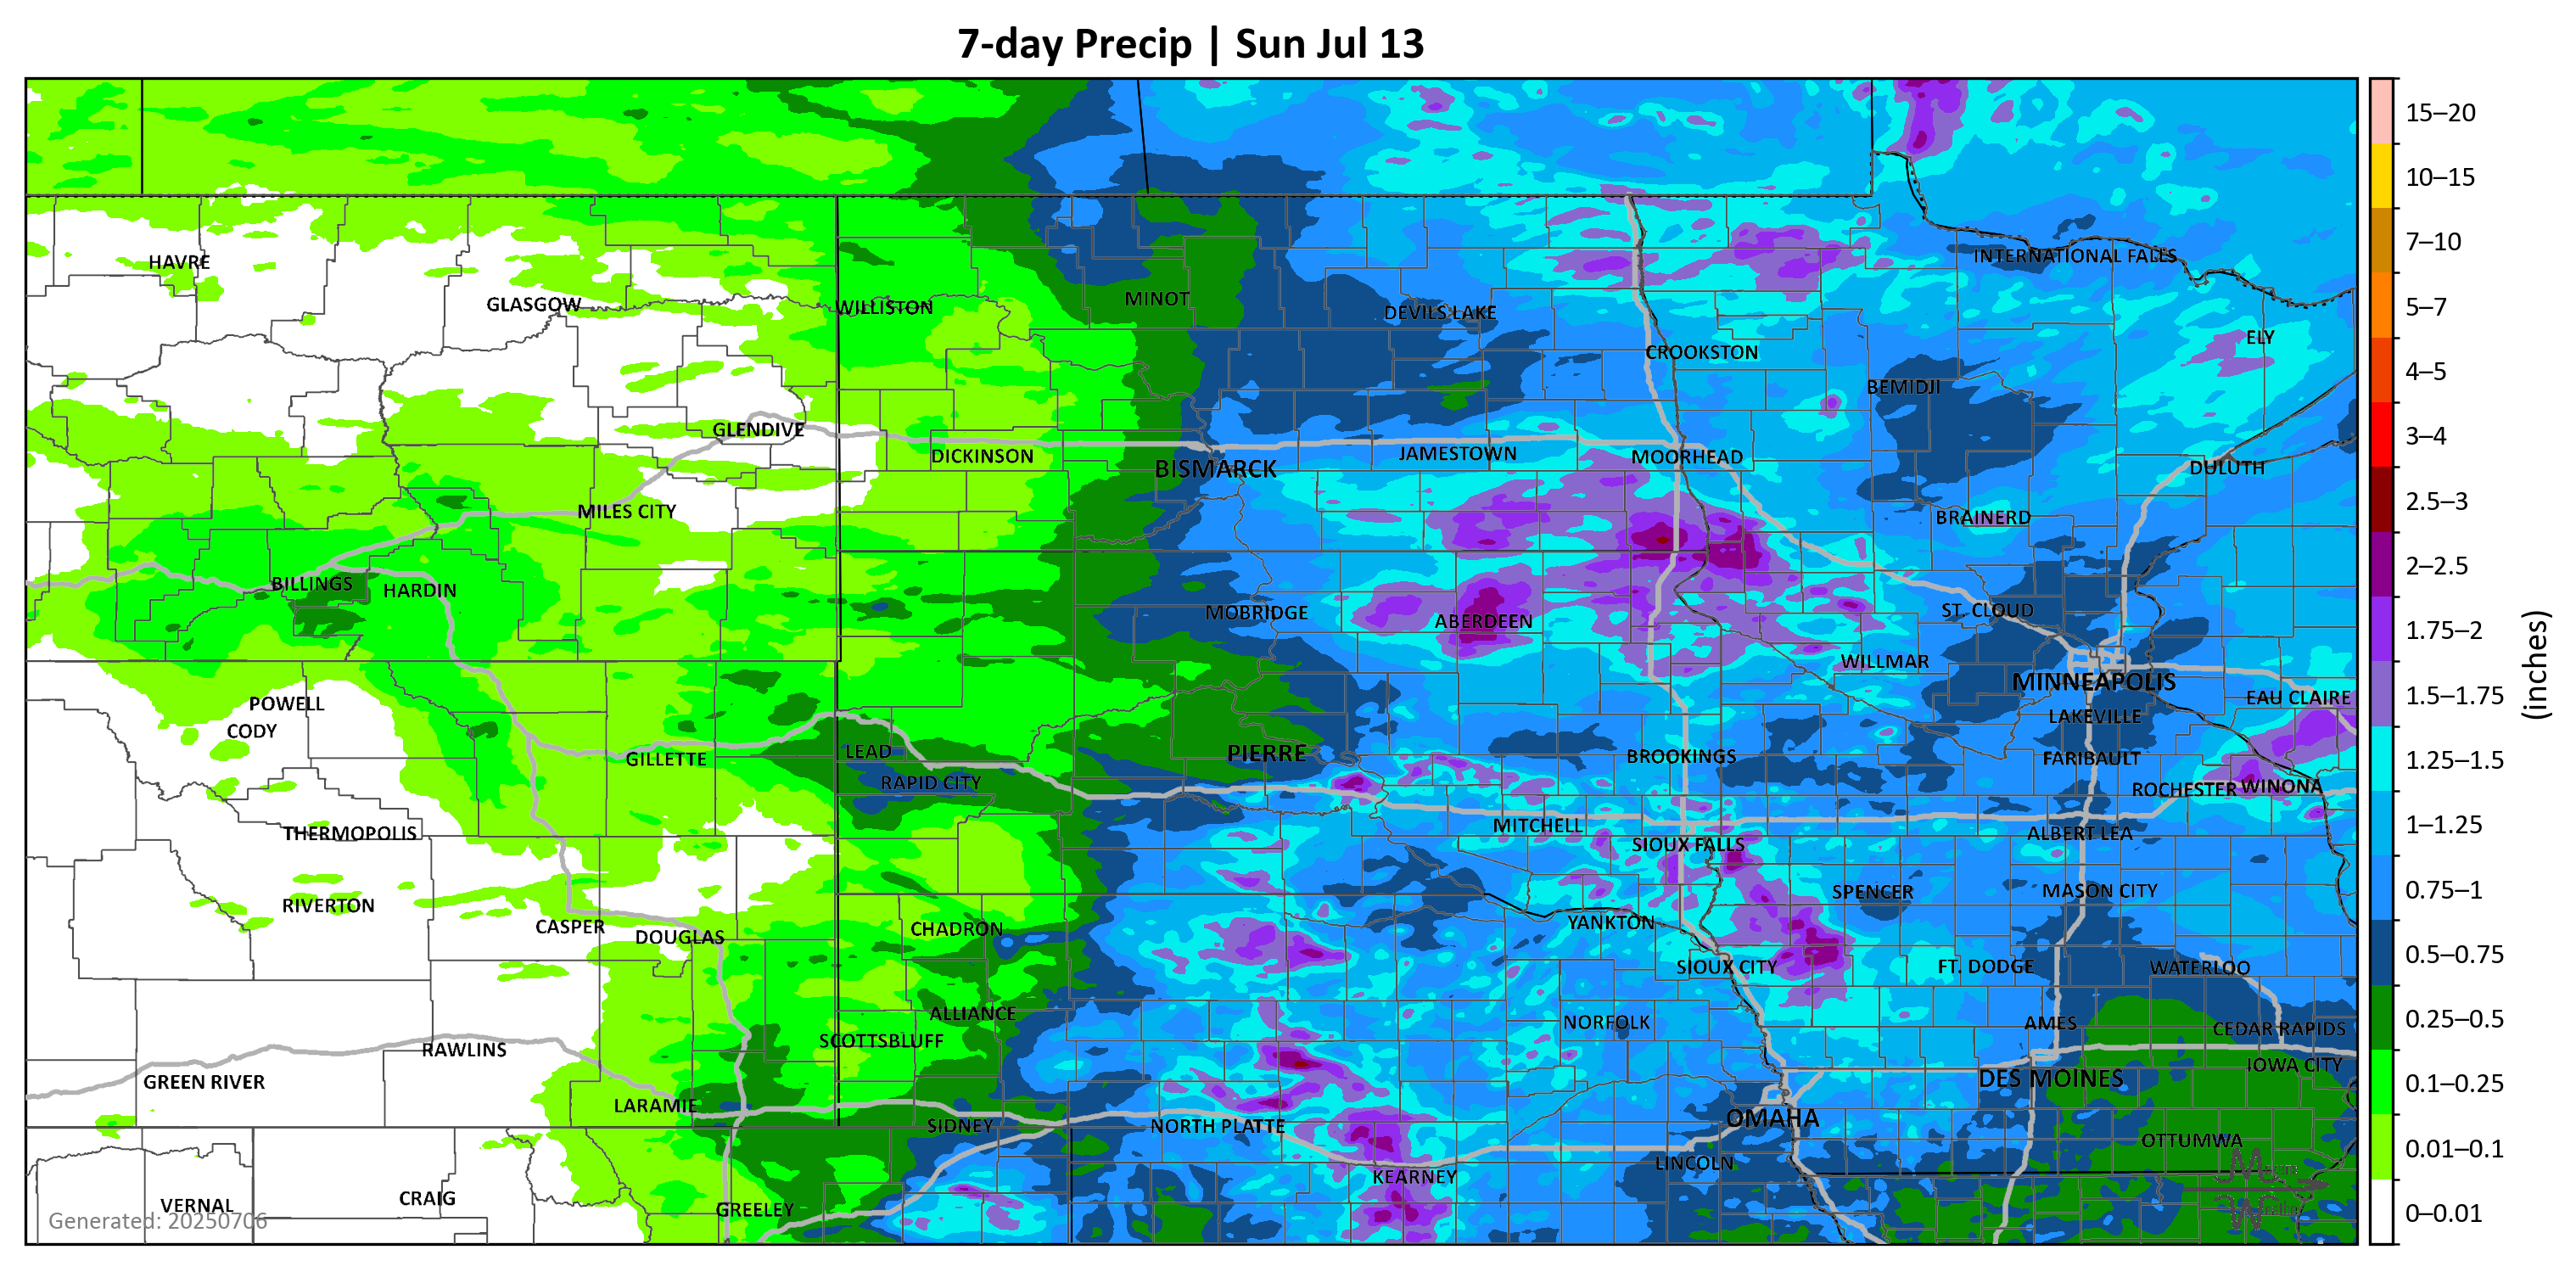 7-day Precip | Sun Jul 13
HAVRE
GLASGOW
WILLISTON
MINOT
DEVILS LAKE
INTERNATIONAL FALLS
ELY
CROOKSTON
BEMIDJI
GLENDIVE
DICKINSON
BISMARCK
JAMESTOWN
MOORHEAD
DULUTH
MILES CITY
BRAINERD
BILLINGS
HARDIN
MOBRIDGE
ABERDEEN
ST. CLOUD
WILLMAR
MINNEAPOLIS
EAU CLAIRE
POWELL
CODY
LAKEVILLE
GILLETTE
LEAD
RAPID CITY
PIERRE
BROOKINGS
FARIBAULT
ROCHESTER
WINONA
THERMOPOLIS
MITCHELL
SIOUX FALLS
ALBERT LEA
RIVERTON
SPENCER
MASON CITY
CASPER
DOUGLAS
CHADRON
YANKTON
SIOUX CITY
FT. DODGE
WATERLOO
ALLIANCE
NORFOLK
AMES
CEDAR RAPIDS
SCOTTSBLUFF
RAWLINS
IOWA CITY
GREEN RIVER
DES MOINES
LARAMIE
SIDNEY
NORTH PLATTE
OMAHA
OTTUMWA
LINCOLN
KEARNEY
VERNAL
CRAIG
GREELEY
Generated: 20250706
15–20
10–15
7–10
5–7
4–5
3–4
2.5–3
2–2.5
1.75–2
1.5–1.75
1.25–1.5
1–1.25
0.75–1
0.5–0.75
0.25–0.5
0.1–0.25
0.01–0.1
0–0.01
(inches)